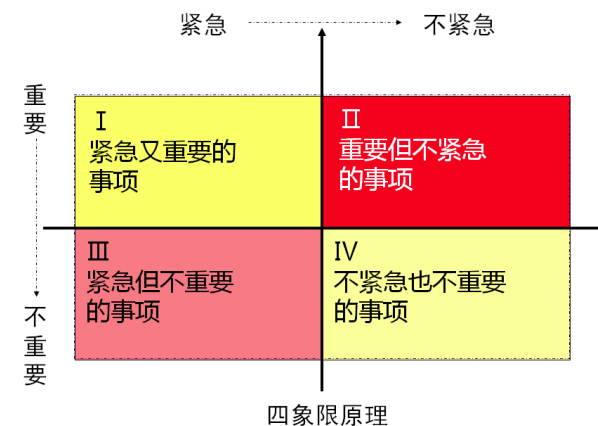 紧急 不紧急
重要
Ⅰ
紧急又重要的
事项
Ⅱ
重要但不紧急
的事项
Ⅲ
紧急但不重要
的事项
Ⅳ
不紧急也不重要
的事项
不重要
四象限原理